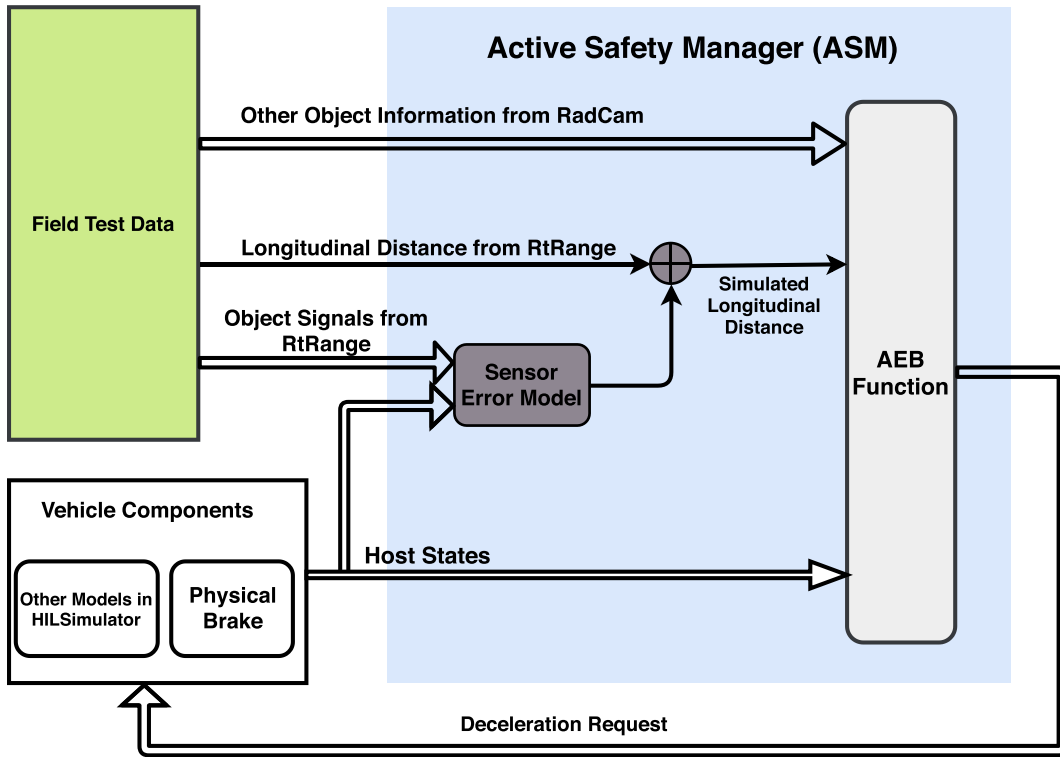 Active Safety Manager (ASM)
Other Object Information from RadCam
Field Test Data
Longitudinal Distance from RtRange
Simulated
Longitudinal
Distance
Object Signals from
RtRange
Sensor
Error Model
AEB
Function
Vehicle Components
Host States
Other Models in
HILSimulator
Physical
Brake
Deceleration Request